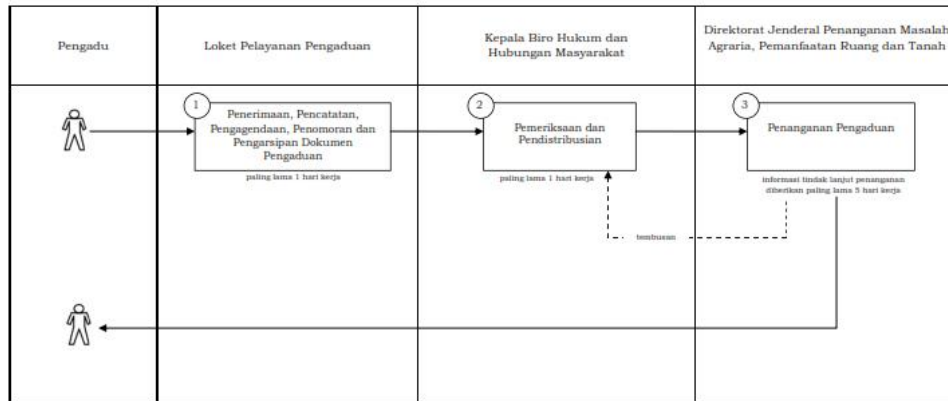 Pengadu
Loket Pelayanan Pengaduan
Kepala Biro Hukum dan
Hubungan Masyarakat
Direktorat Jenderal Penanganan Masalah
Agraria, Pemanfaatan Ruang dan Tanah
1
Penerimaan, Pencatatan,
Pengagendaan, Penomoran dan
Pengarsipan Dokumen
Pengaduan
paling lama 1 hari kerja
2
Pemeriksaan dan
Pendistribusian
paling lama 1 hari kerja
3
Penanganan Pengaduan
informasi tindak lanjut penanganan
diberikan paling lama 5 hari kerja
tembusan